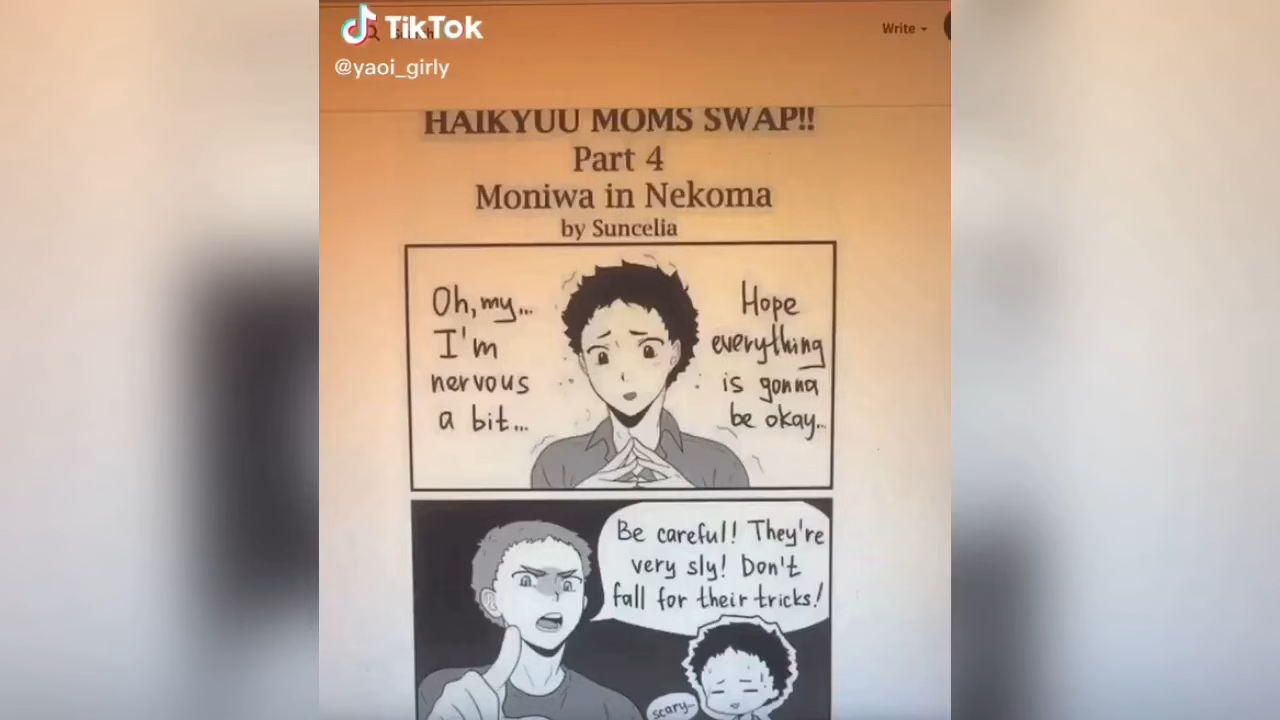 TikTok
@yaoi_girly
Write
HAIKYUU MOMS SWAP!!
Part 4
Moniwa in Nekoma
by Suncelia
Oh, my...
I'm
nervous
a bit...
Hope
everything
is gonna
be okay...
Be careful! They're
very sly! Don't
fall for their tricks!
scary...